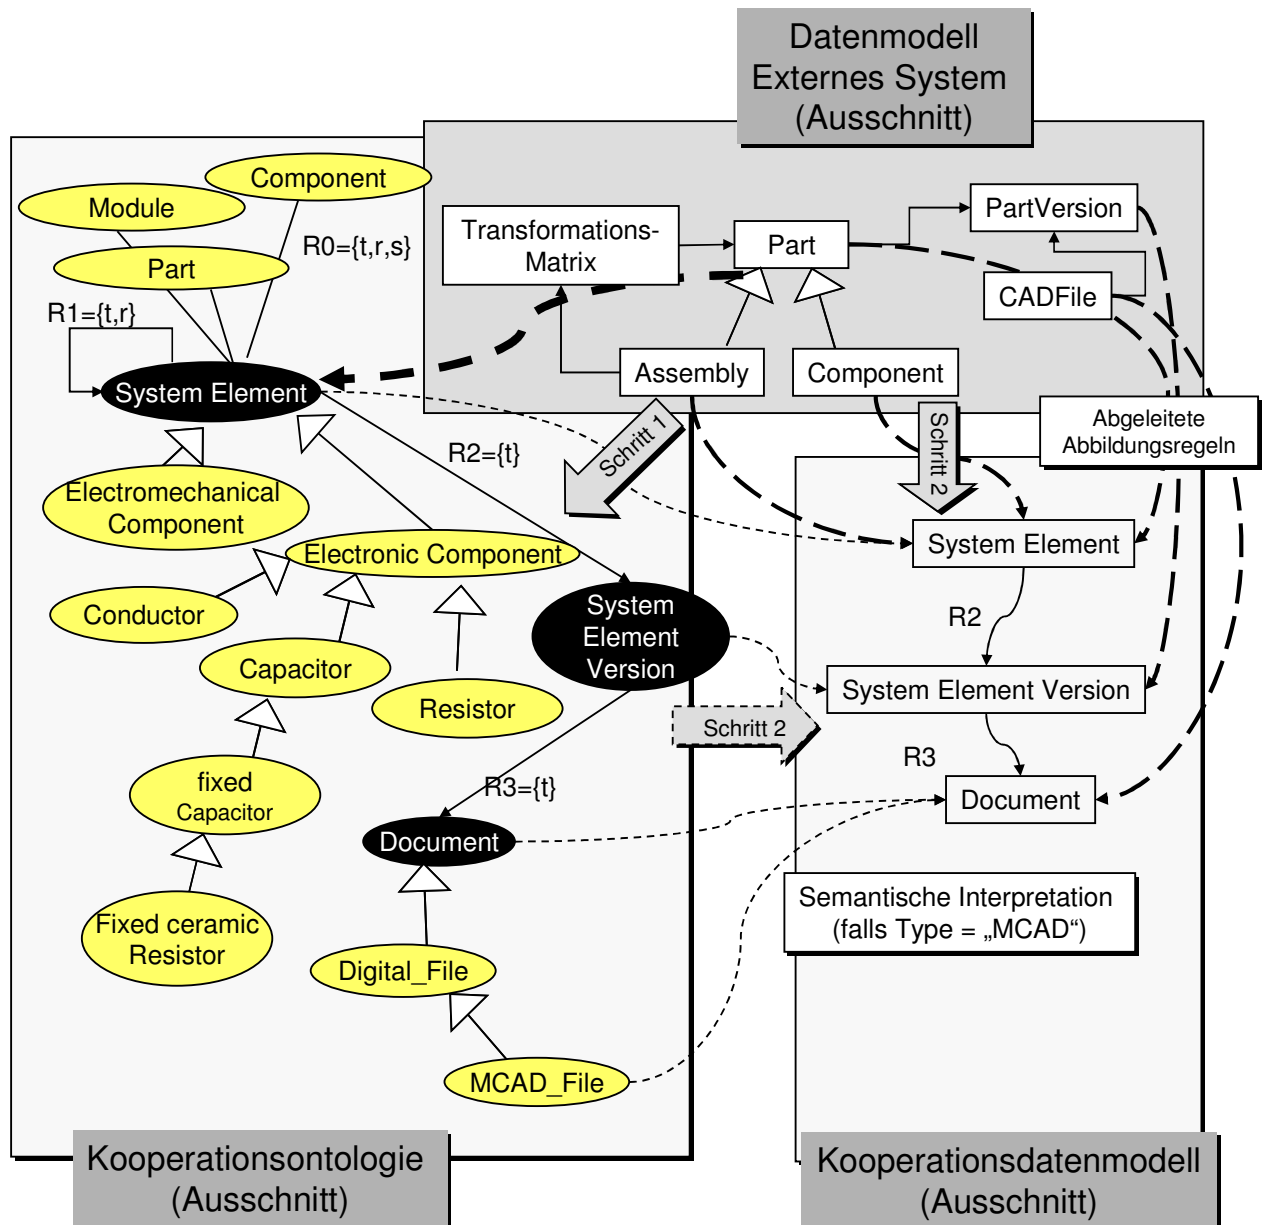 Datenmodell
Externes System
(Ausschnitt)
Component
Module
R0={t,r,s}
Part
R1={t,r}
System Element
Transformations-
Matrix
Part
PartVersion
CADFile
Assembly
Component
Schritt 1
Schritt 2
Abgeleitete
Abbildungsregeln
R2={t}
Electromechanical
Component
Electronic Component
Conductor
Capacitor
Resistor
System
Element
Version
fixed
Capacitor
Fixed ceramic
Resistor
R3={t}
Document
Digital_File
MCAD_File
Schritt 2
System Element
R2
System Element Version
R3
Document
Semantische Interpretation
(falls Type = „MCAD“)
Kooperationsontologie
(Ausschnitt)
Kooperationsdatenmodell
(Ausschnitt)